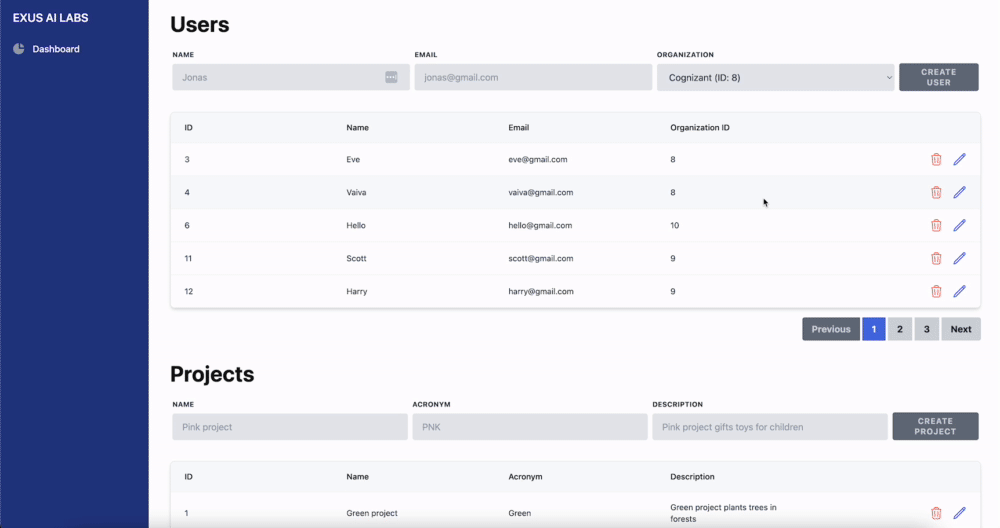 EXUS AI LABS
Dashboard
Users
NAME EMAIL ORGANIZATION
Jonas jonas@gmail.com Cognizant (ID: 8) CREATE
USER
ID Name Email Organization ID
3 Eve eve@gmail.com 8
4 Vaiva vaiva@gmail.com 8
6 Hello hello@gmail.com 10
11 Scott scott@gmail.com 9
12 Harry harry@gmail.com 9
Previous 1 2 3 Next
Projects
NAME ACRONYM DESCRIPTION
Pink project PNK Pink project gifts toys for children CREATE
PROJECT
ID Name Acronym Description
1 Green project Green Green project plants trees in
forests